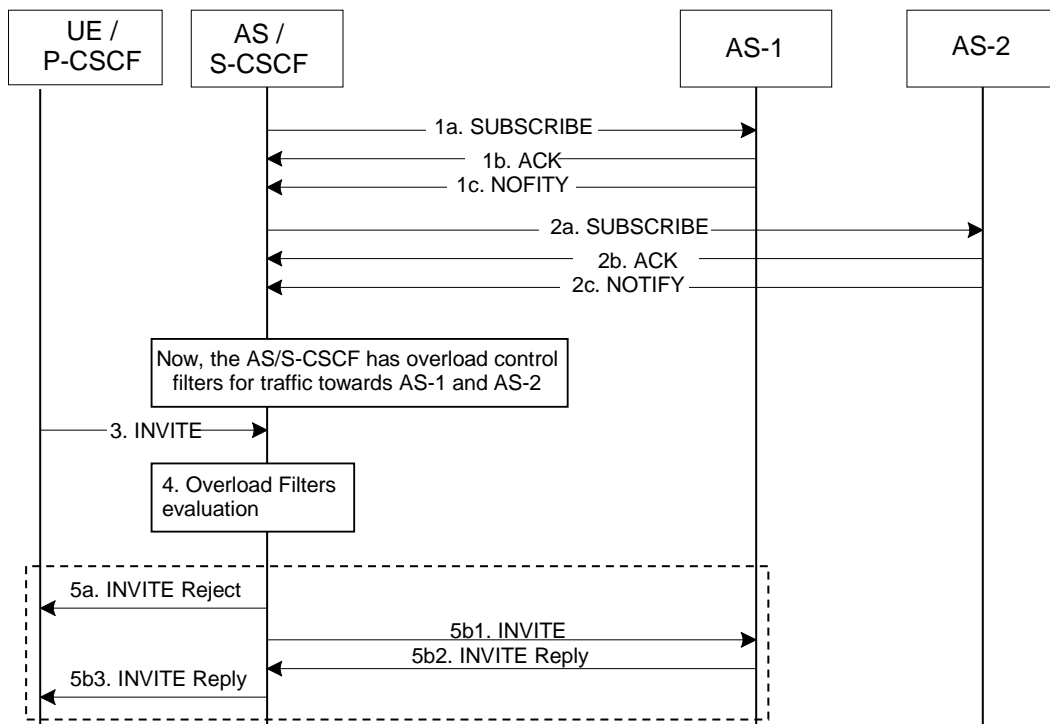 UE /
P-CSCF
AS /
S-CSCF
AS-1
AS-2
1a. SUBSCRIBE
1b. ACK
1c. NOFITY
2a. SUBSCRIBE
2b. ACK
2c. NOTIFY
Now, the AS/S-CSCF has overload control
filters for traffic towards AS-1 and AS-2
3. INVITE
4. Overload Filters
evaluation
5a. INVITE Reject
5b1. INVITE
5b2. INVITE Reply
5b3. INVITE Reply